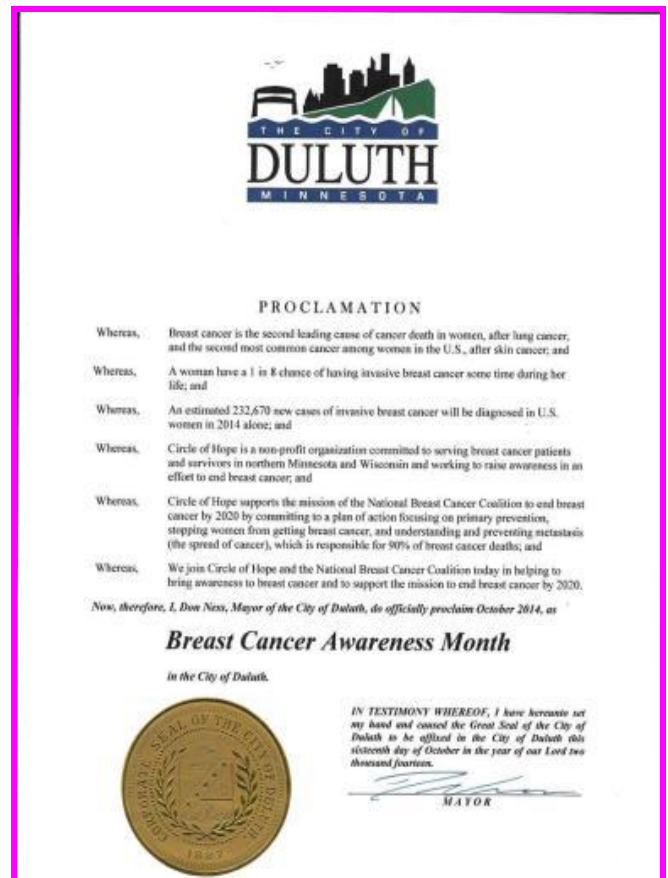 THE CITY OF
DULUTH
MINNESOTA
PROCLAMATION
Whereas, Breast cancer is the second leading cause of cancer death in women, after lung cancer,
and the second most common cancer among women in the U.S., after skin cancer; and
Whereas, A woman have a 1 in 8 chance of having invasive breast cancer some time during her
life; and
Whereas, An estimated 232,670 new cases of invasive breast cancer will be diagnosed in U.S.
women in 2014 alone; and
Whereas, Circle of Hope is a non-profit organization committed to serving breast cancer patients
and survivors in northern Minnesota and Wisconsin and working to raise awareness in an
effort to end breast cancer; and
Whereas, Circle of Hope supports the mission of the National Breast Cancer Coalition to end breast
cancer by 2020 by committing to a plan of action focusing on primary prevention,
stopping women from getting breast cancer, and understanding and preventing metastasis
(the spread of cancer), which is responsible for 90% of breast cancer deaths; and
Whereas, We join Circle of Hope and the National Breast Cancer Coalition today in helping to
bring awareness to breast cancer and to support the mission to end breast cancer by 2020.
Now, therefore, I, Don Ness, Mayor of the City of Duluth, do officially proclaim October 2014, as
Breast Cancer Awareness Month
in the City of Duluth.
IN TESTIMONY WHEREOF, I have hereunto set
my hand and caused the Great Seal of the City of
Duluth to be affixed in the City of Duluth this
sixteenth day of October in the year of our Lord two
thousand fourteen.
MAYOR
CORPORATE SEAL OF THE CITY OF DULUTH